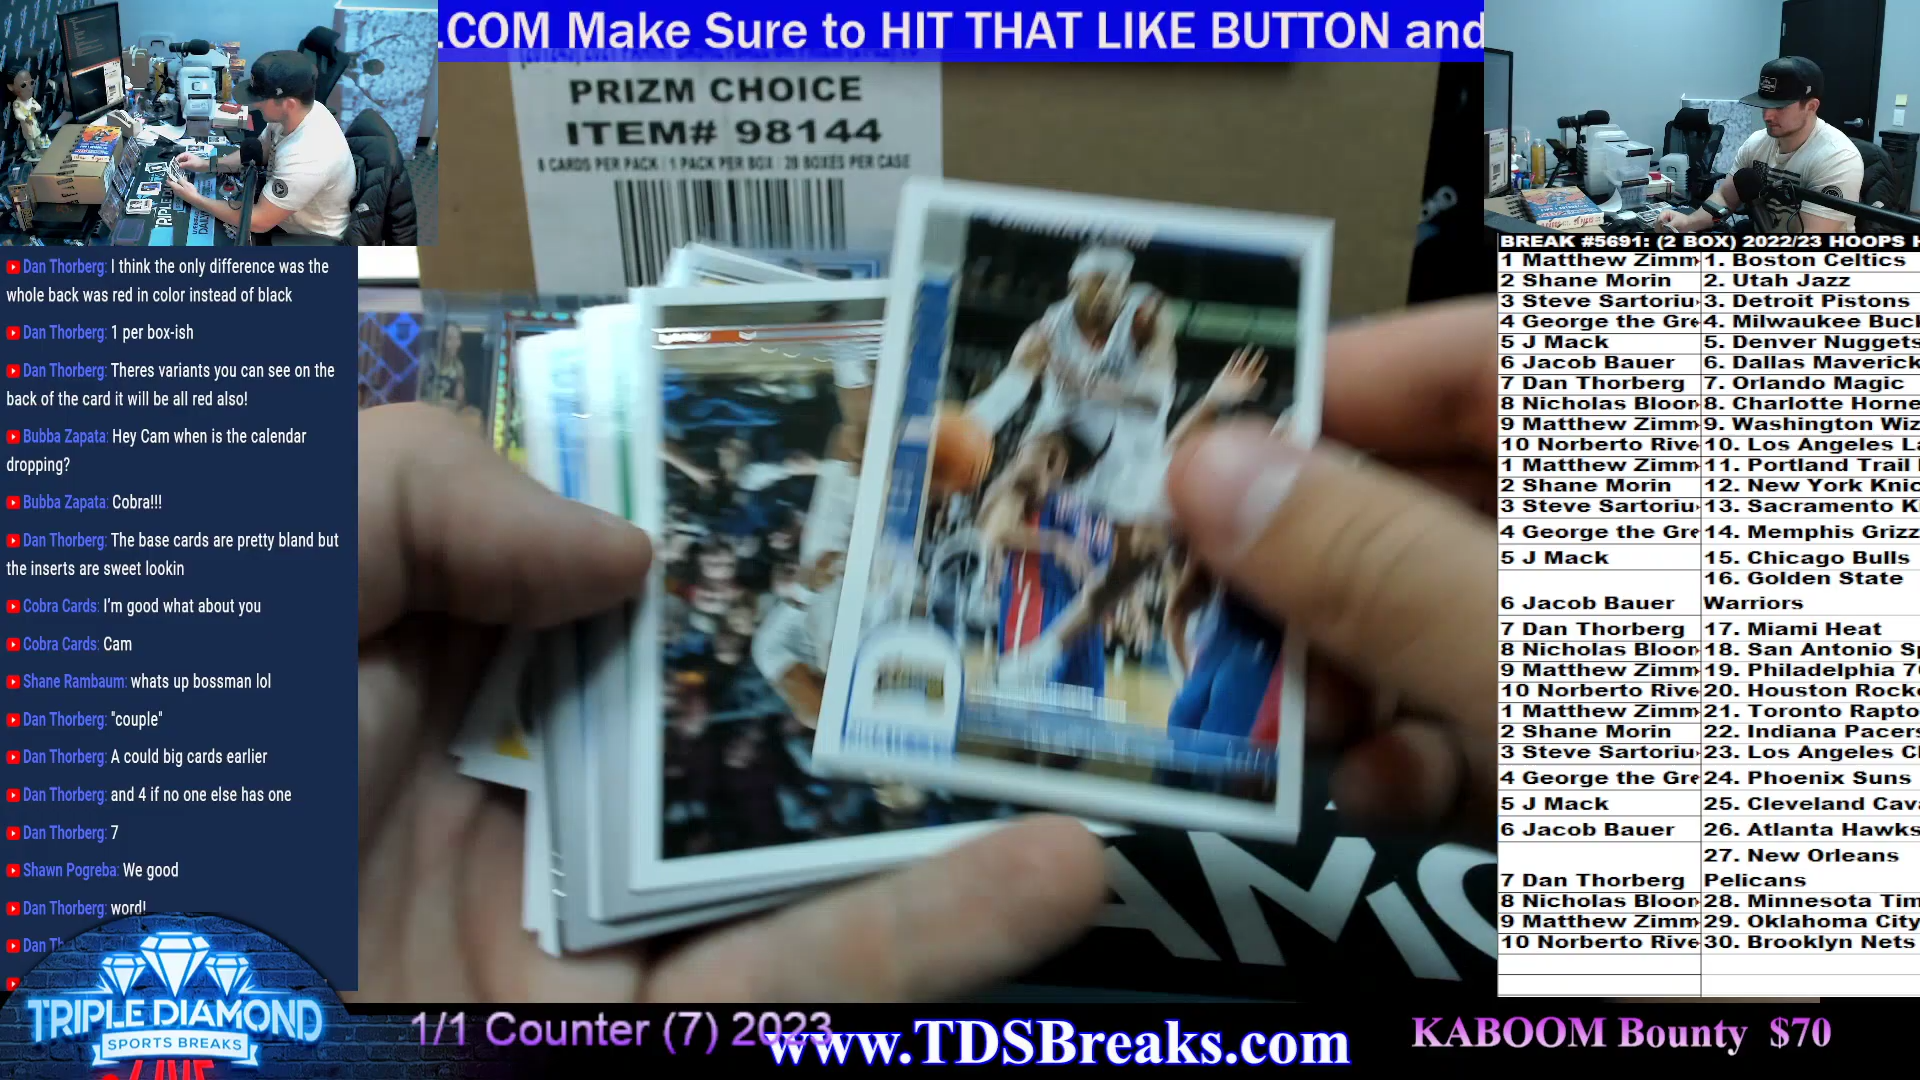 .COM Make Sure to HIT THAT LIKE BUTTON and
PRIZM CHOICE
ITEM# 98144
8 CARDS PER PACK / 1 PACK PER BOX / 20 BOXES PER CASE
Dan Thorberg: I think the only difference was the
whole back was red in color instead of black
Dan Thorberg: 1 per box-ish
Dan Thorberg: Theres variants you can see on the
back of the card it will be all red also!
Bubba Zapata: Hey Cam when is the calendar
dropping?
Bubba Zapata: Cobra!!!
Dan Thorberg: The base cards are pretty bland but
the inserts are sweet lookin
Cobra Cards: I'm good what about you
Cobra Cards: Cam
Shane Rambaum: whats up bossman lol
Dan Thorberg: "couple"
Dan Thorberg: A could big cards earlier
Dan Thorberg: and 4 if no one else has one
Dan Thorberg: 7
Shawn Pogreba: We good
Dan Thorberg: word!
Dan Th
TRIPLE DIAMOND
SPORTS BREAKS
LIVE
BREAK #5691: (2 BOX) 2022/23 HOOPS H
1 Matthew Zimm 1. Boston Celtics
2 Shane Morin 2. Utah Jazz
3 Steve Sartoriu 3. Detroit Pistons
4 George the Gre 4. Milwaukee Buck
5 J Mack 5. Denver Nuggets
6 Jacob Bauer 6. Dallas Maverick
7 Dan Thorberg 7. Orlando Magic
8 Nicholas Bloor 8. Charlotte Horne
9 Matthew Zimm 9. Washington Wiz
10 Norberto Rive 10. Los Angeles La
1 Matthew Zimm 11. Portland Trail
2 Shane Morin 12. New York Knic
3 Steve Sartoriu 13. Sacramento K
4 George the Gre 14. Memphis Grizz
5 J Mack 15. Chicago Bulls
16. Golden State
6 Jacob Bauer Warriors
7 Dan Thorberg 17. Miami Heat
8 Nicholas Bloor 18. San Antonio Sp
9 Matthew Zimm 19. Philadelphia 7
10 Norberto Rive 20. Houston Rock
1 Matthew Zimm 21. Toronto Rapto
2 Shane Morin 22. Indiana Pacers
3 Steve Sartoriu 23. Los Angeles C
4 George the Gre 24. Phoenix Suns
5 J Mack 25. Cleveland Cava
6 Jacob Bauer 26. Atlanta Hawks
27. New Orleans
7 Dan Thorberg Pelicans
8 Nicholas Bloor 28. Minnesota Tim
9 Matthew Zimm 29. Oklahoma City
10 Norberto Rive 30. Brooklyn Nets
1/1 Counter (7) 2023
www.TDSBreaks.com
KABOOM Bounty $70